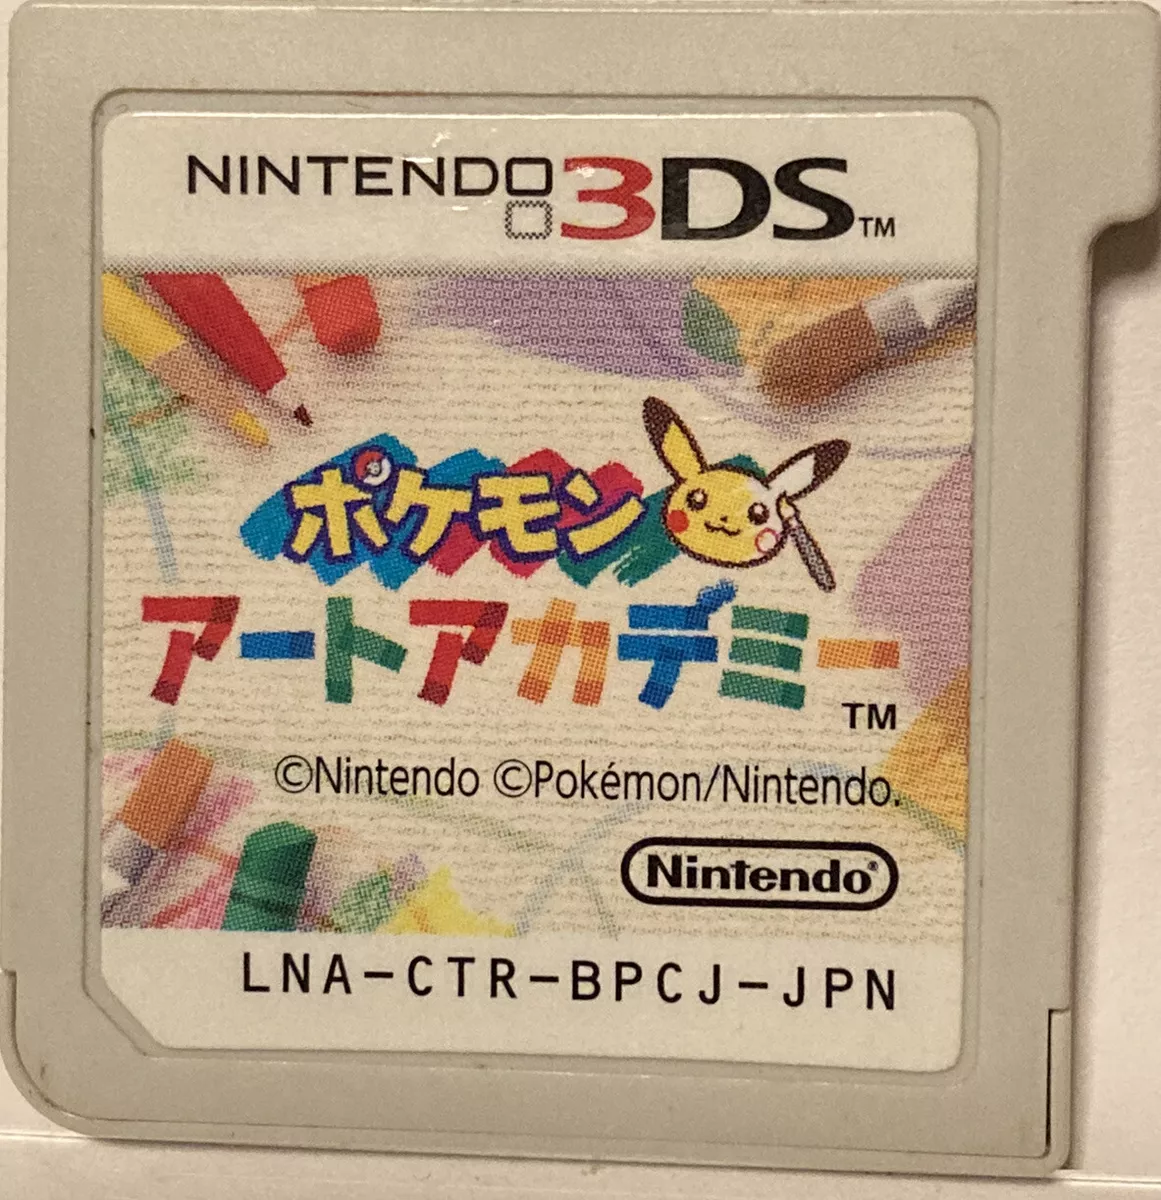 NINTENDO 3DS™
ポケモン
アートアカデミー
™
©Nintendo ©Pokémon/Nintendo.
Nintendo®
LNA-CTR-BPCJ-JPN